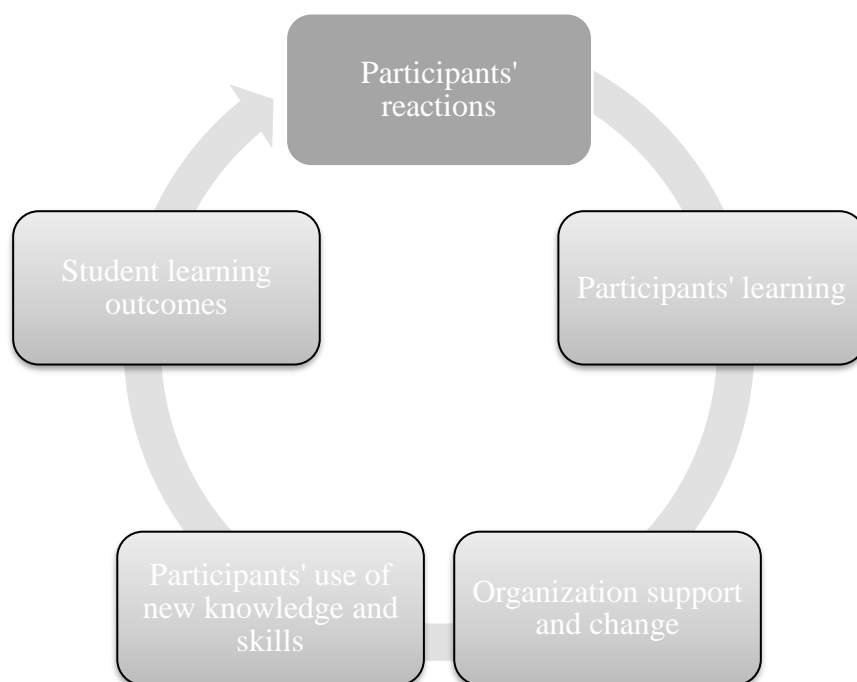 Participants'
reactions
Participants' learning
Organization support
and change
Participants' use of
new knowledge and
skills
Student learning
outcomes